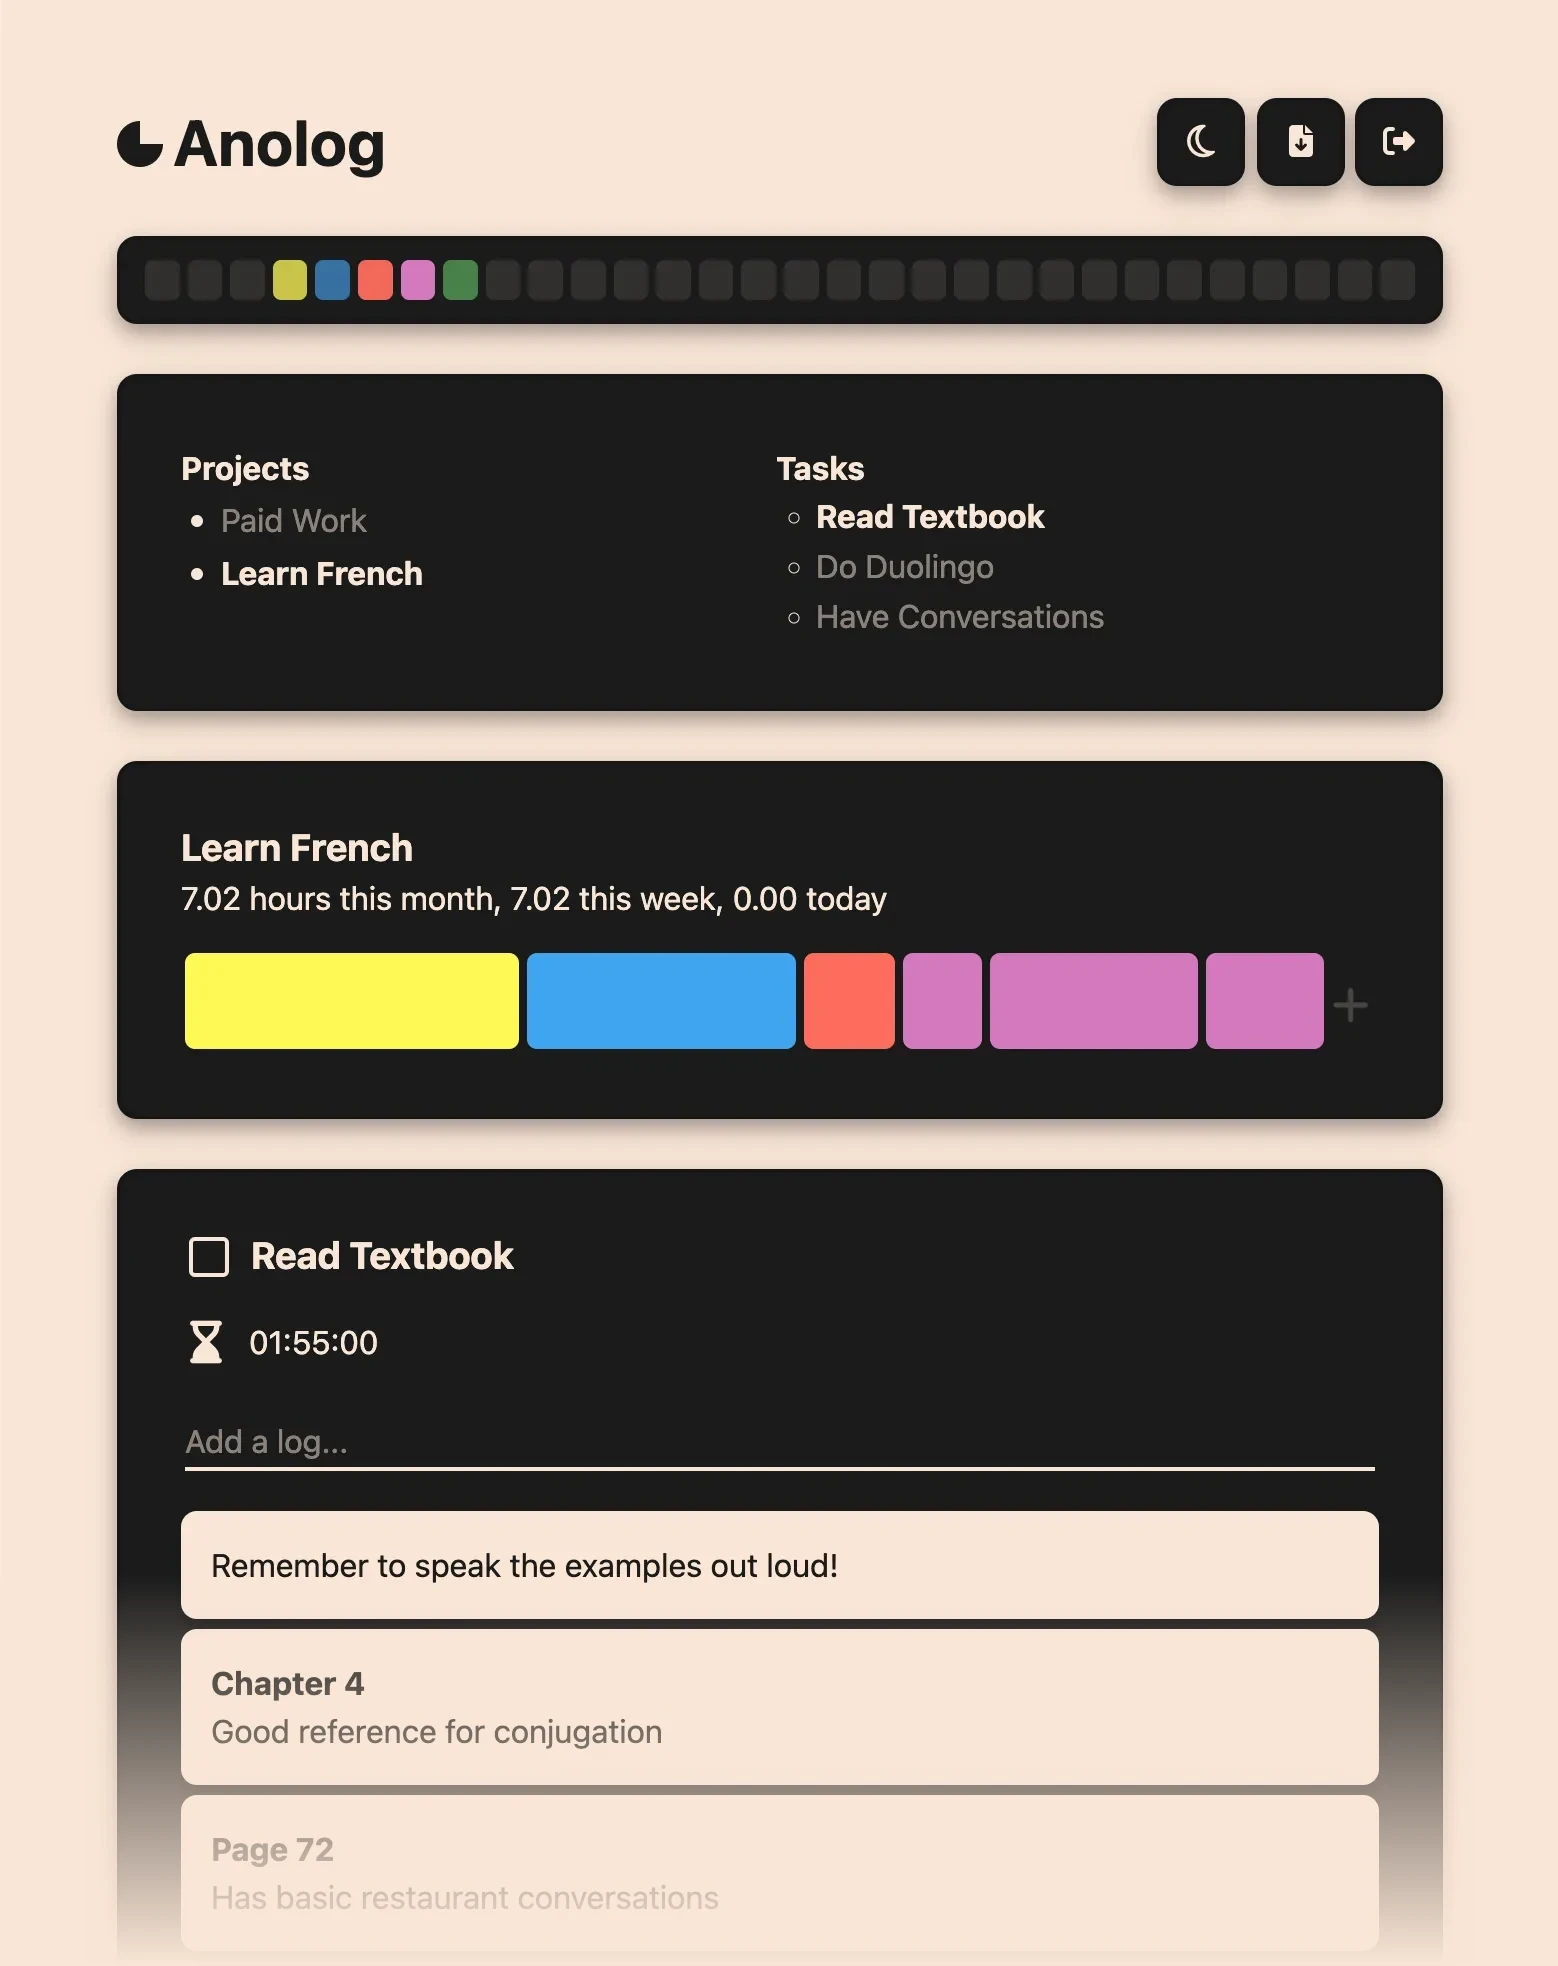 Anolog
Projects
Paid Work
Learn French
Tasks
Read Textbook
Do Duolingo
Have Conversations
Learn French
7.02 hours this month, 7.02 this week, 0.00 today
Read Textbook
01:55:00
Add a log...
Remember to speak the examples out loud!
Chapter 4
Good reference for conjugation
Page 72
Has basic restaurant conversations